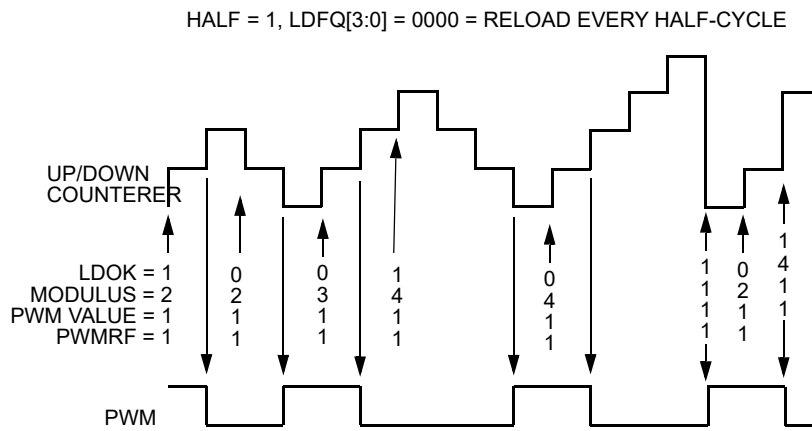 HALF = 1, LDFQ[3:0] = 0000 = RELOAD EVERY HALF-CYCLE
UP/DOWN
COUNTERER
LDOK = 1 0 0 1 0 1 0 1
MODULUS = 2 2 3 4 4 1 2 4
PWM VALUE = 1 1 1 1 1 1 1 1
PWMRF = 1 1 1 1 1 1 1 1
PWM